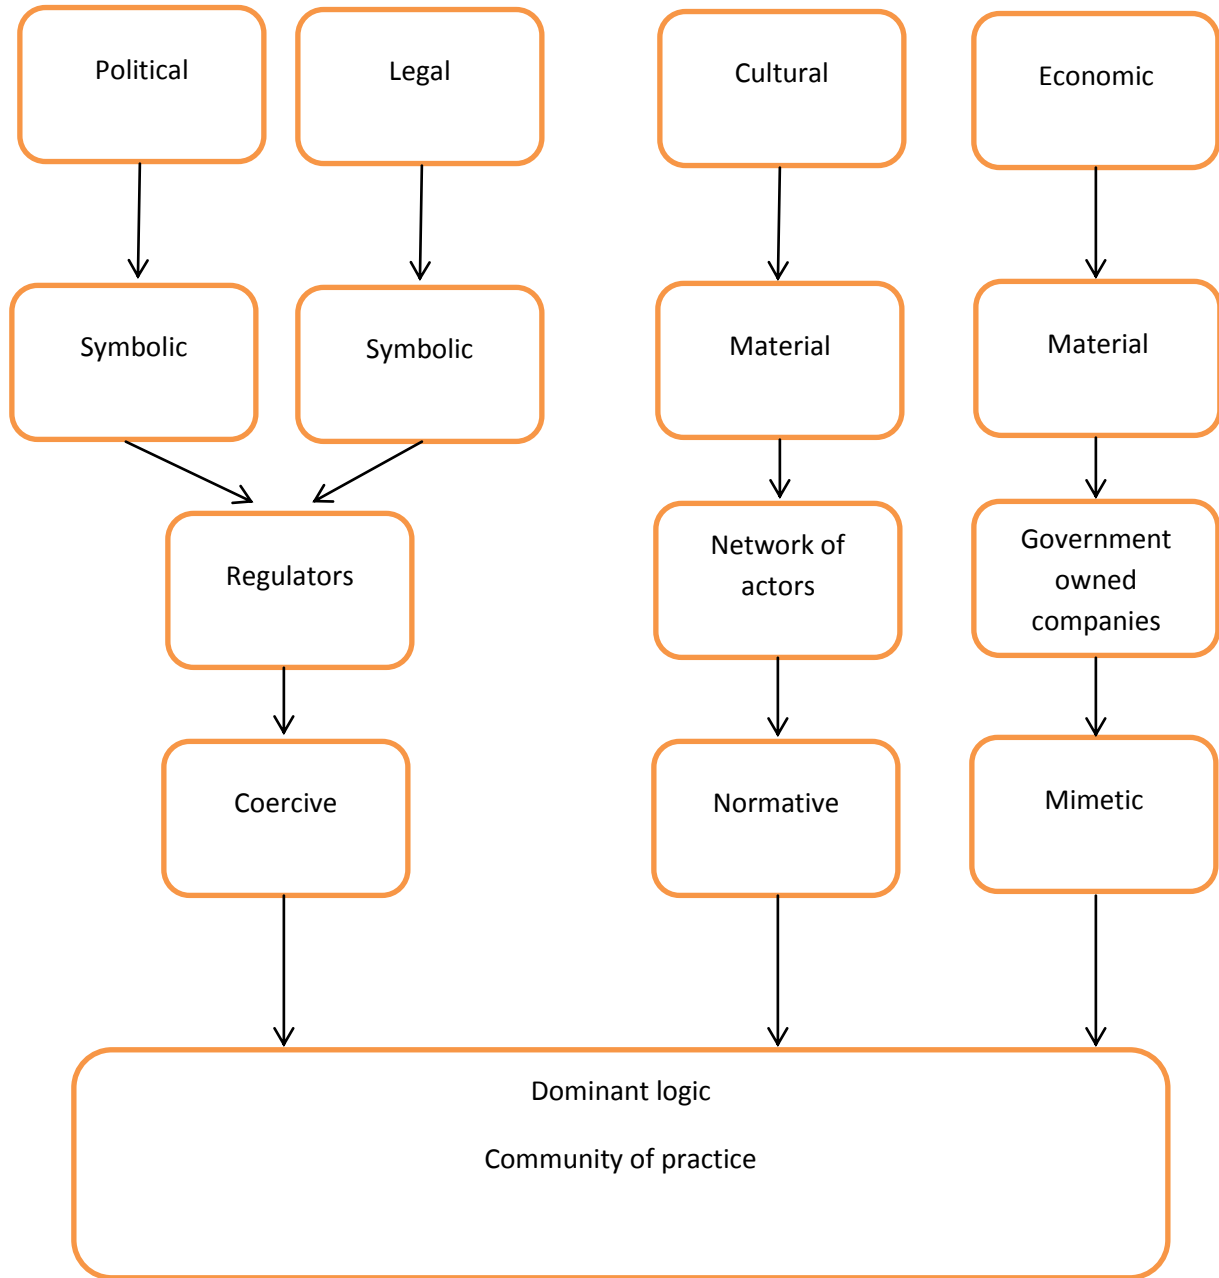 Political
Legal
Cultural
Economic
Symbolic
Symbolic
Material
Material
Regulators
Network of
actors
Government
owned
companies
Coercive
Normative
Mimetic
Dominant logic
Community of practice